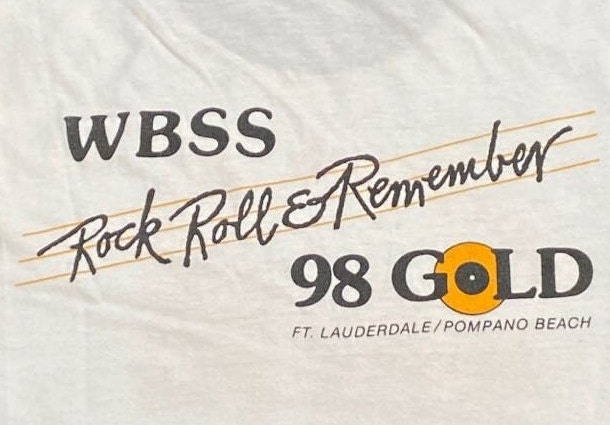 WBSS
Rock Roll & Remember
98 GOLD
FT. LAUDERDALE/POMPANO BEACH